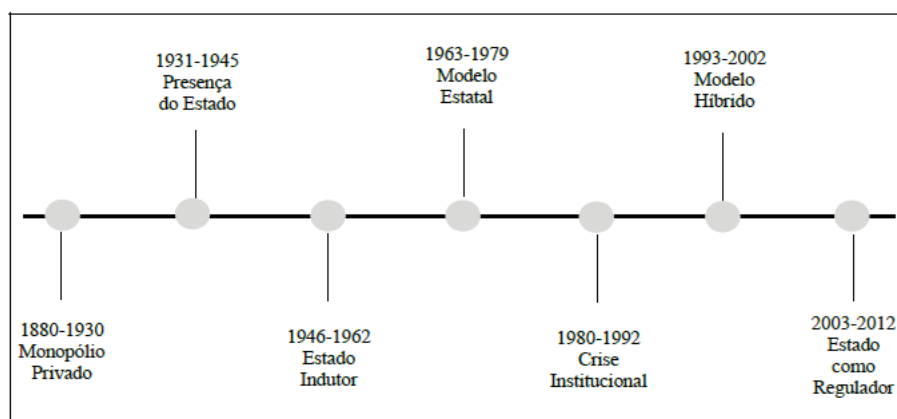 1880-1930
Monopólio
Privado
1931-1945
Presença
do Estado
1946-1962
Estado
Indutor
1963-1979
Modelo
Estatal
1980-1992
Crise
Institucional
1993-2002
Modelo
Híbrido
2003-2012
Estado
como
Regulador